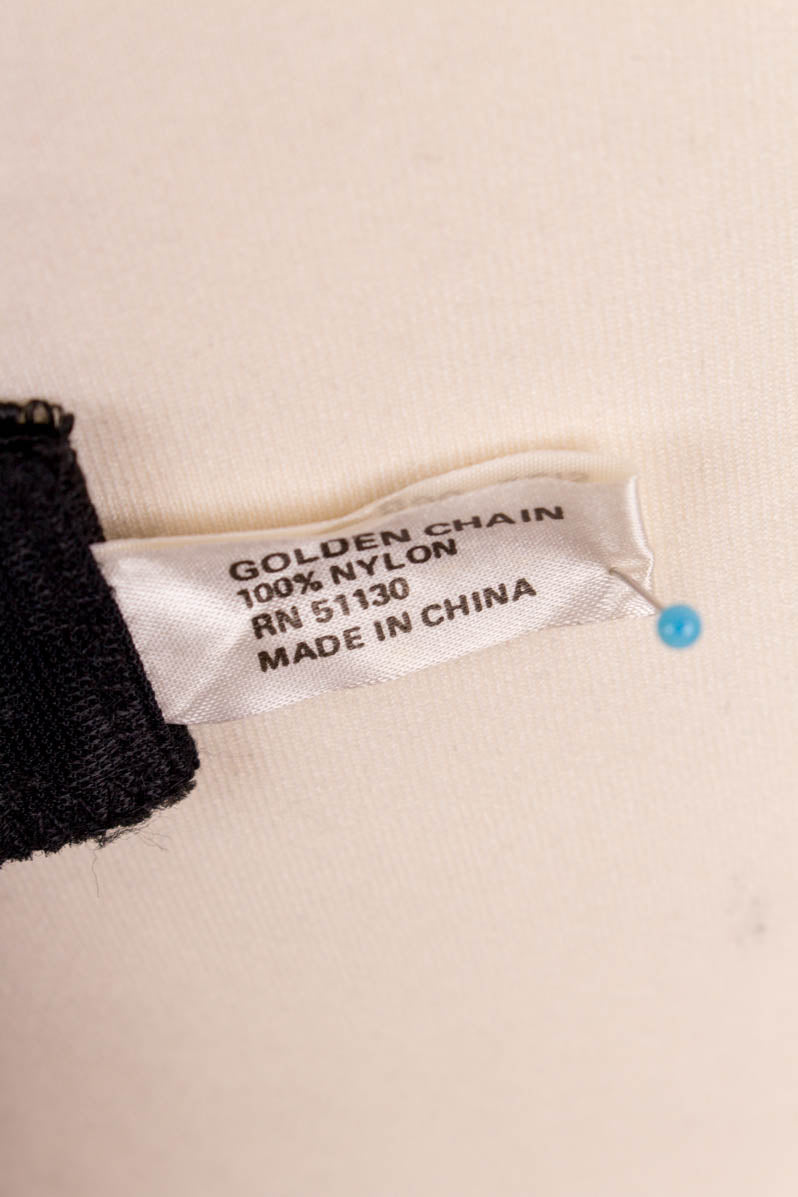 GOLDEN CHAIN
100% NYLON
RN 51130
MADE IN CHINA